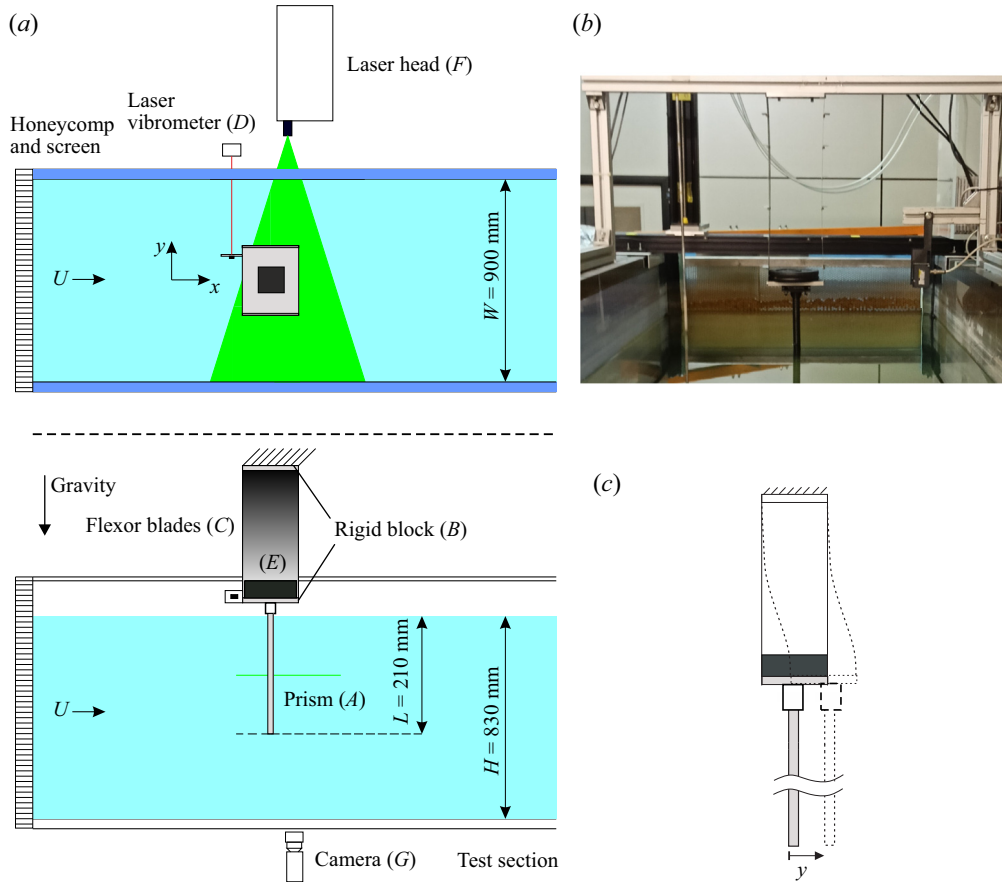 (a)
Laser head (F)
Laser
vibrometer (D)
Honeycomp
and screen
y
x
U
W = 900 mm
Gravity
Flexor blades (C)
Rigid block (B)
(E)
U
Prism (A)
L = 210 mm
H = 830 mm
Camera (G)
Test section
(b)
(c)
y